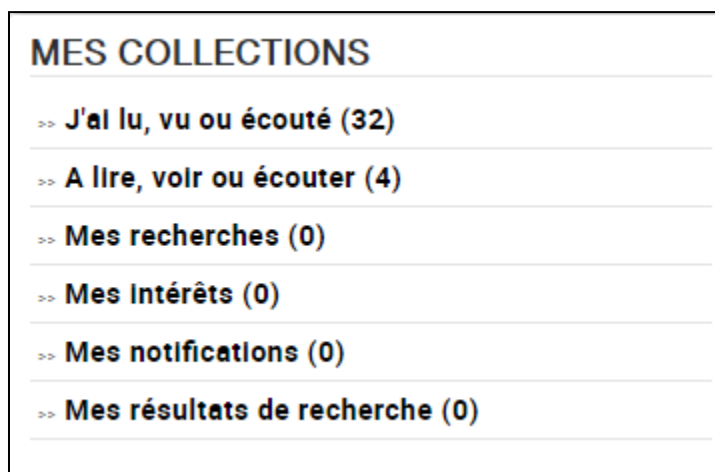 MES COLLECTIONS
>> J'ai lu, vu ou écouté (32)
>> A lire, voir ou écouter (4)
>> Mes recherches (0)
>> Mes intérêts (0)
>> Mes notifications (0)
>> Mes résultats de recherche (0)